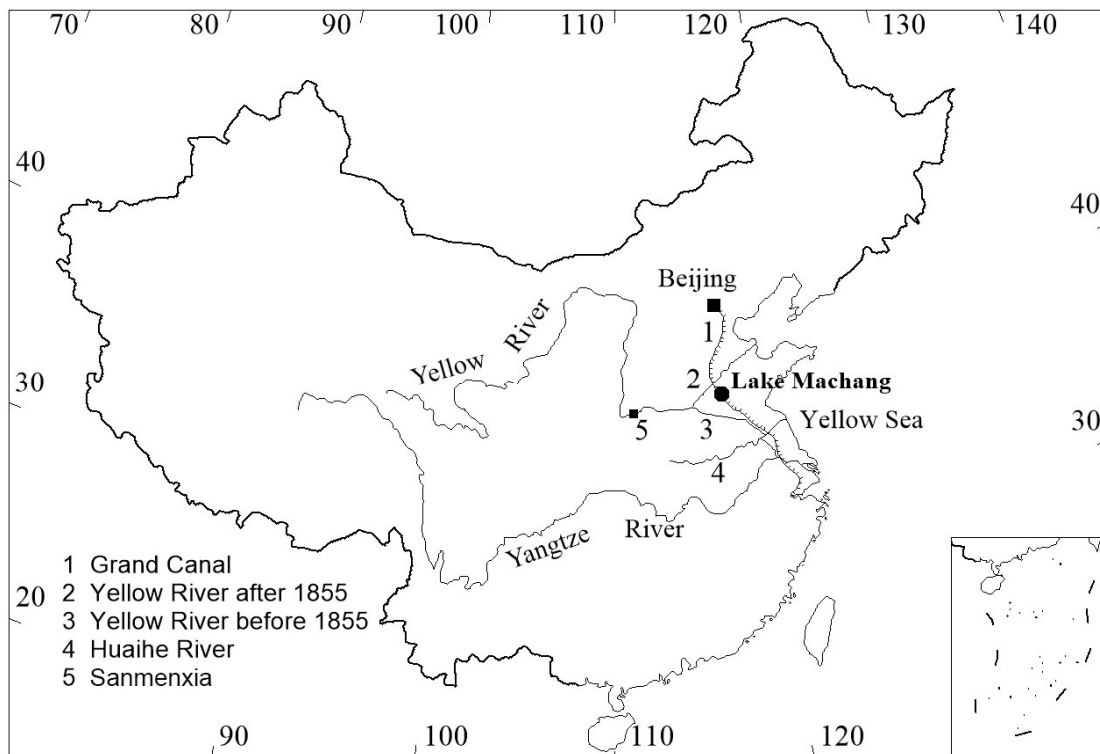 70 80 90 100 110 120 130 140
40
40
Beijing
1
River
Yellow
30
2 Lake Machang
Yellow Sea
5 3
30
4
River
Yangtze
1 Grand Canal
2 Yellow River after 1855
20
3 Yellow River before 1855
4 Huaihe River
5 Sanmenxia
90 100 110 120